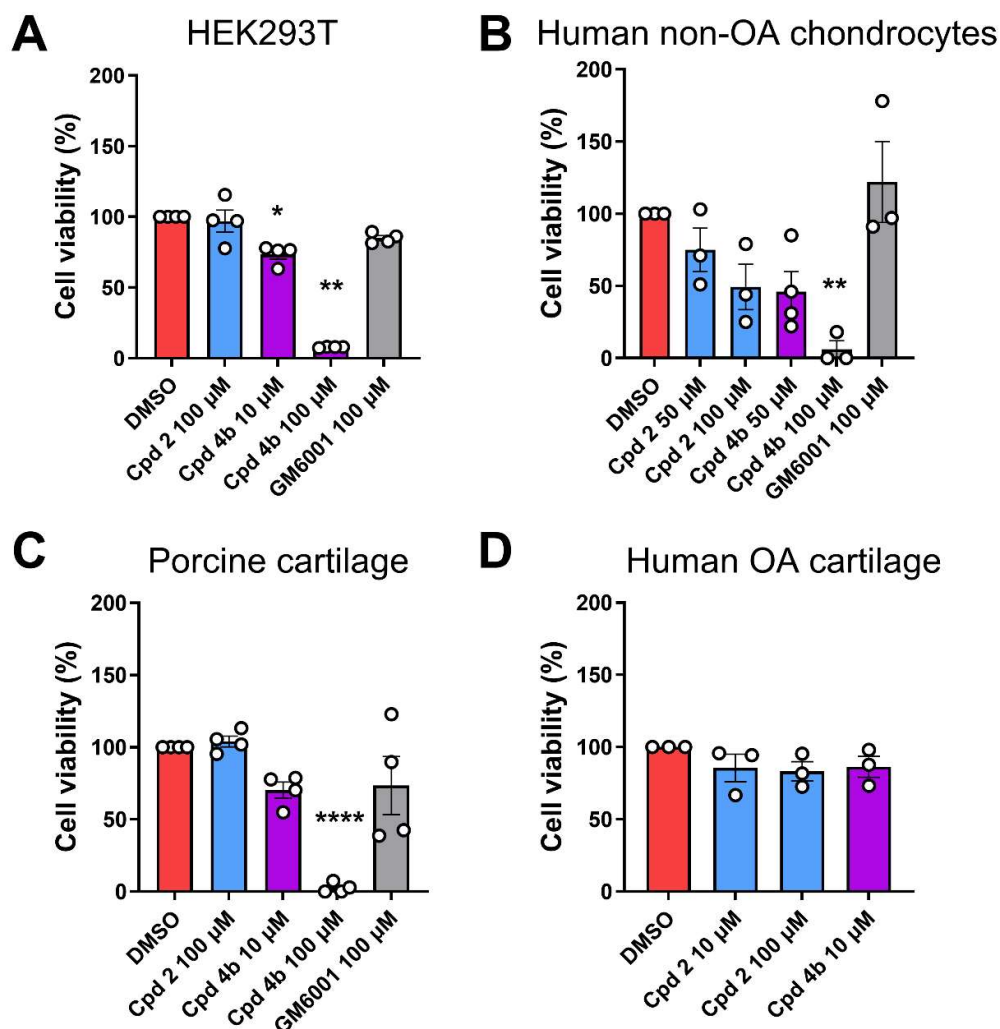 A
HEK293T
Cell viability (%)
200
150
100
50
0
*
**
DMSO
Cpd 2 100 µM
Cpd 4b 10 µM
Cpd 4b 100 µM
GM6001 100 µM
B
Human non-OA chondrocytes
Cell viability (%)
200
150
100
50
0
**
DMSO
Cpd 2 50 µM
Cpd 2 100 µM
Cpd 4b 50 µM
Cpd 4b 100 µM
GM6001 100 µM
C
Porcine cartilage
Cell viability (%)
200
150
100
50
0
****
DMSO
Cpd 2 100 µM
Cpd 4b 10 µM
Cpd 4b 100 µM
GM6001 100 µM
D
Human OA cartilage
Cell viability (%)
200
150
100
50
0
DMSO
Cpd 2 10 µM
Cpd 2 100 µM
Cpd 4b 10 µM